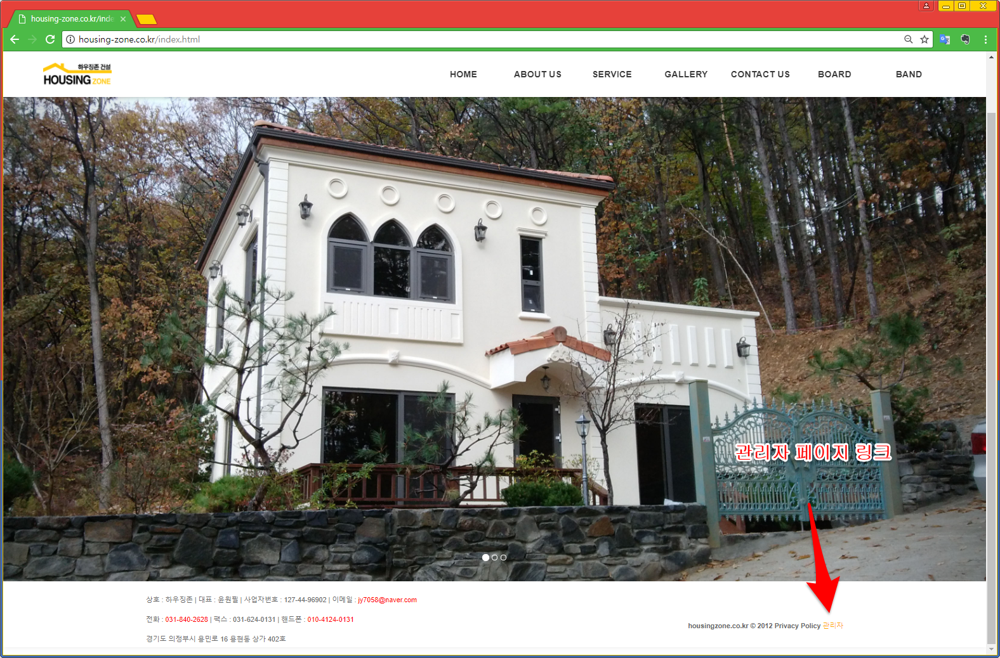 housing-zone.co.kr/inde
housing-zone.co.kr/index.html
하우징존 건설
HOUSING ZONE
HOME ABOUT US SERVICE GALLERY CONTACT US BOARD BAND
관리자 페이지 링크
상호 : 하우징존 | 대표 : 윤원필 | 사업자번호 : 127-44-96902 | 이메일 : jy7058@naver.com
전화 : 031-840-2628 | 팩스 : 031-624-0131 | 핸드폰 : 010-4124-0131
경기도 의정부시 용민로 16 용현동 상가 402호
housingzone.co.kr © 2012 Privacy Policy 관리자